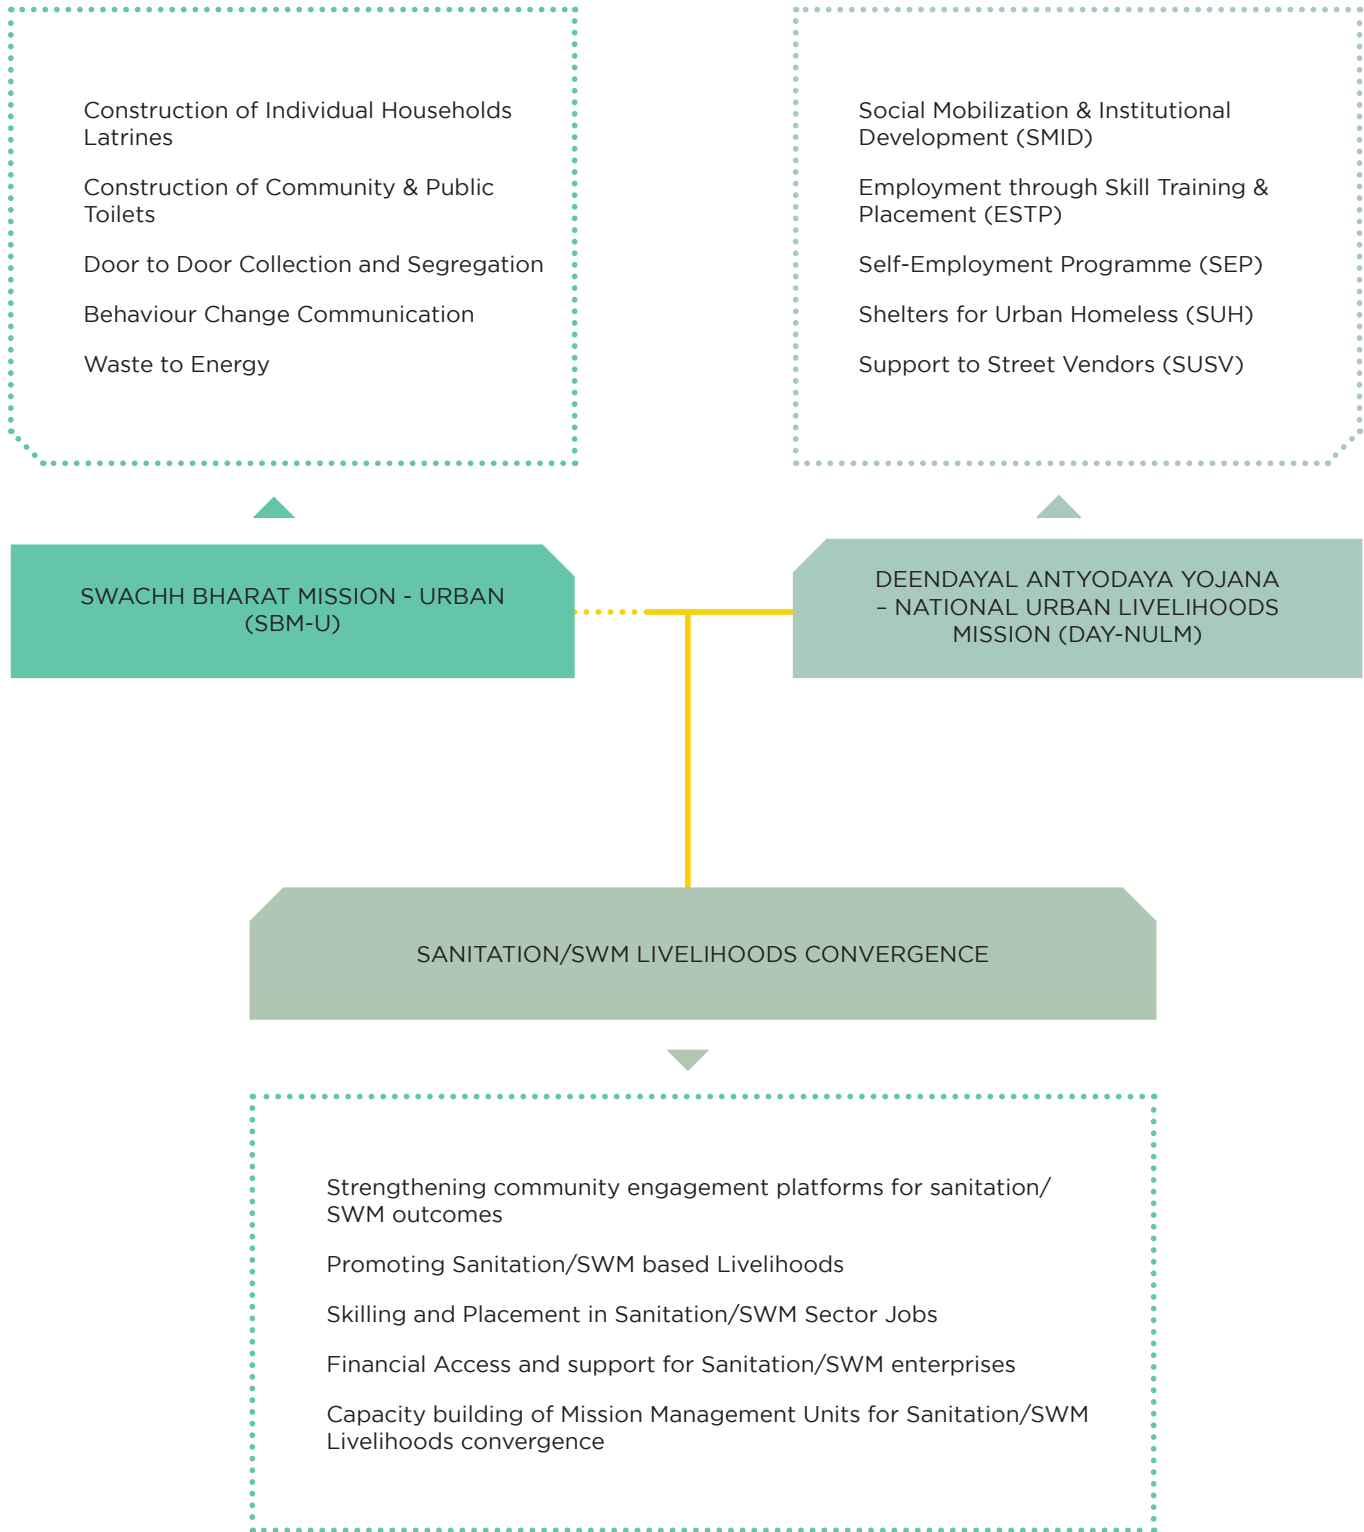 Construction of Individual Households
Latrines
Construction of Community & Public
Toilets
Door to Door Collection and Segregation
Behaviour Change Communication
Waste to Energy
Social Mobilization & Institutional
Development (SMID)
Employment through Skill Training &
Placement (ESTP)
Self-Employment Programme (SEP)
Shelters for Urban Homeless (SUH)
Support to Street Vendors (SUSV)
SWACHH BHARAT MISSION - URBAN
(SBM-U)
DEENDAYAL ANTYODAYA YOJANA
– NATIONAL URBAN LIVELIHOODS
MISSION (DAY-NULM)
SANITATION/SWM LIVELIHOODS CONVERGENCE
Strengthening community engagement platforms for sanitation/
SWM outcomes
Promoting Sanitation/SWM based Livelihoods
Skilling and Placement in Sanitation/SWM Sector Jobs
Financial Access and support for Sanitation/SWM enterprises
Capacity building of Mission Management Units for Sanitation/SWM
Livelihoods convergence